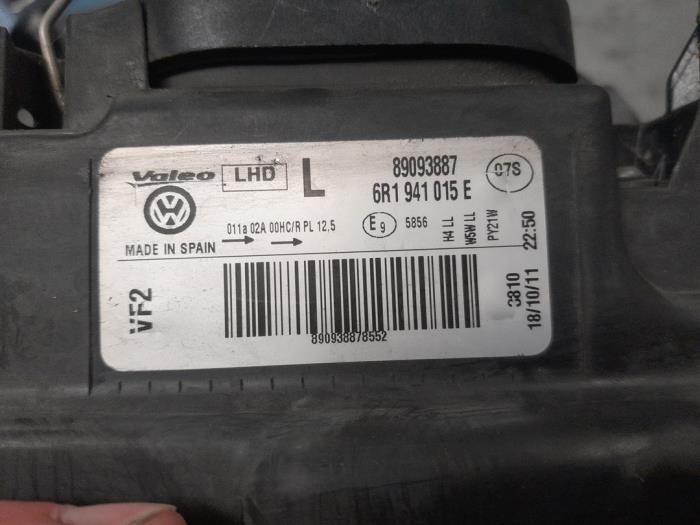 Valeo LHD L 89093887 07S
6R1 941 015 E
011a 02A 00HC/R PL 12,5 E9 5856
MADE IN SPAIN
H4 LL
W5W LL
PY21W
22:50
VF2
890938878552
3810
18/10/11